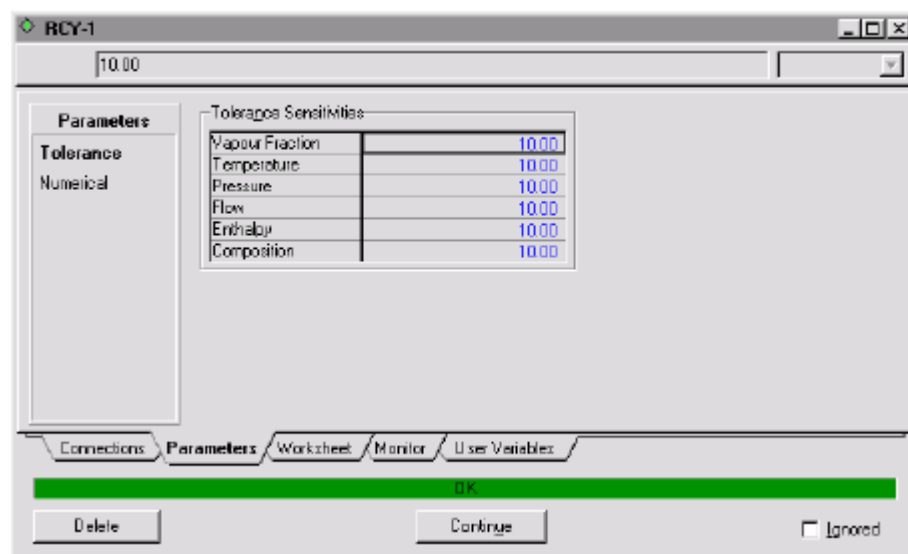 RCY-1
10.00
Parameters
Tolerance
Numerical
Tolerance Sensitivities
Vapour Fraction 10.00
Temperature 10.00
Pressure 10.00
Flow 10.00
Enthalpy 10.00
Composition 10.00
Connections Parameters Worksheet Monitor User Variables
OK
Delete Continue Ignored